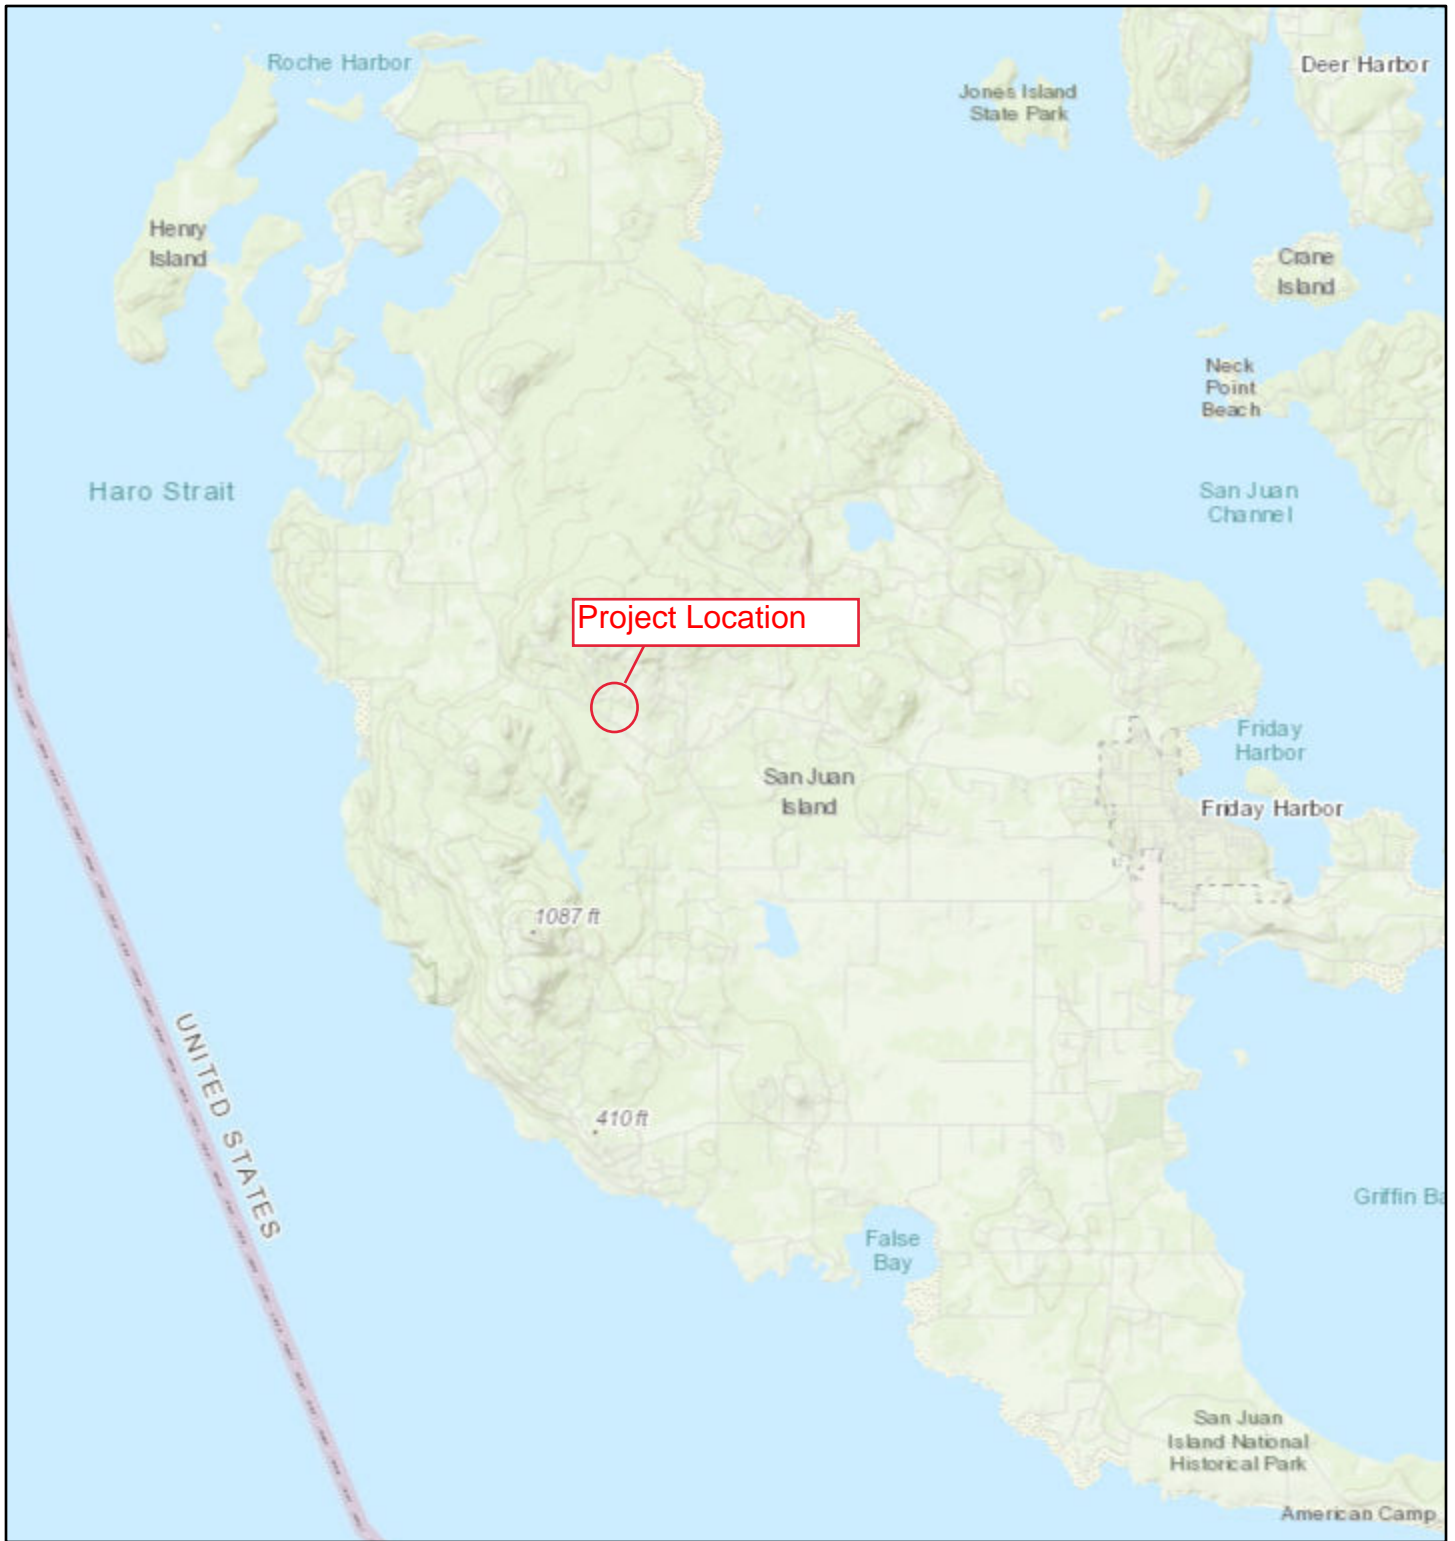 Roche Harbor
Deer Harbor
Jones Island
State Park
Henry
Island
Crane
Island
Neck
Point
Beach
Haro Strait
San Juan
Channel
Project Location
Friday
Harbor
San Juan
Island
Friday Harbor
1087 ft
UNITED STATES
410 ft
Griffin Ba
False
Bay
San Juan
Island National
Historical Park
American Camp